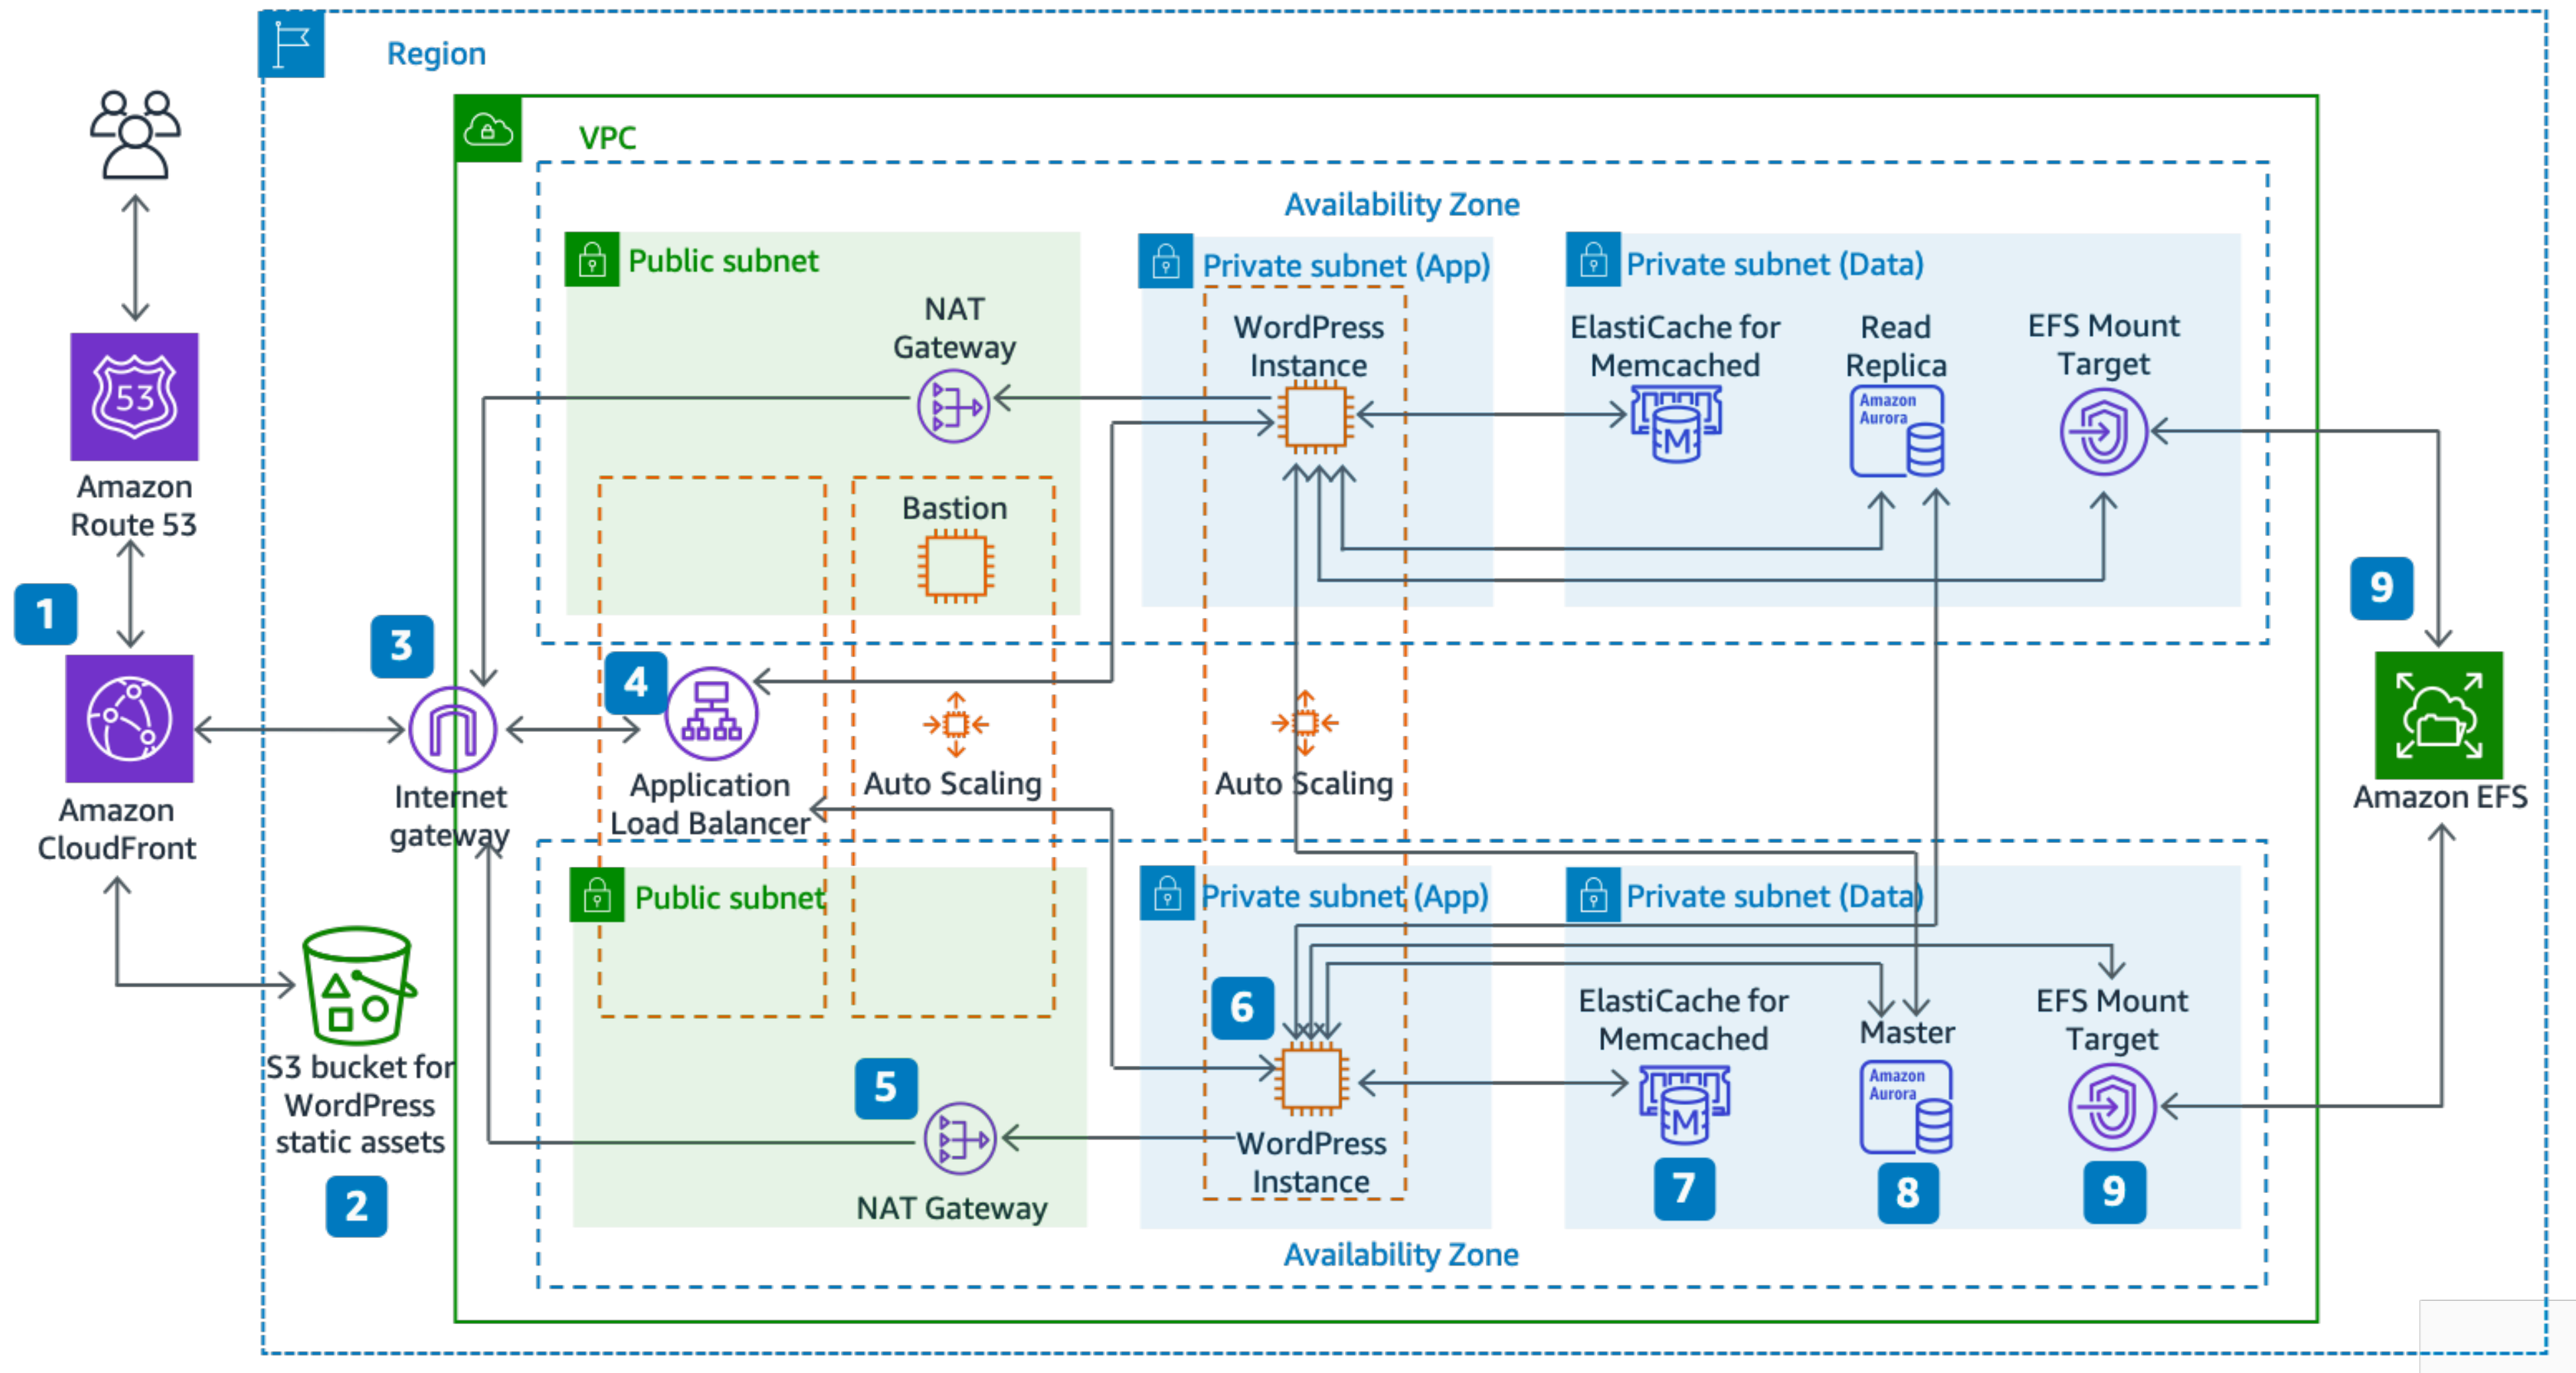 Region
VPC
Availability Zone
Public subnet
Private subnet (App)
Private subnet (Data)
NAT
Gateway
WordPress
Instance
ElastiCache for
Memcached
Read
Replica
EFS Mount
Target
Amazon
Aurora
53
Amazon
Route 53
Bastion
1
3
4
9
Application
Load Balancer
Auto Scaling
Auto Scaling
Internet
gateway
Amazon
CloudFront
Amazon EFS
Public subnet
Private subnet (App)
Private subnet (Data)
M
S3 bucket for
WordPress
static assets
2
5
NAT Gateway
6
WordPress
Instance
ElastiCache for
Memcached
M
7
Master
Amazon
Aurora
8
EFS Mount
Target
9
Availability Zone